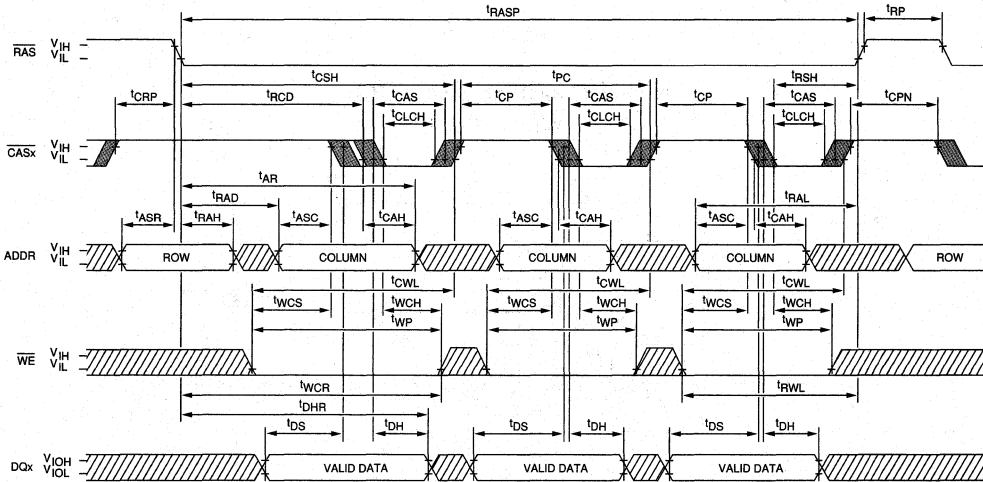 tRASP tRP
RAS VIH
VIL
tCSH tPC tRSH
tCRP tRCD tCAS tCP tCAS tCP tCAS tCPN
tCLCH tCLCH tCLCH
CASx VIH
VIL
tAR
tRAD tRAL
tASR tRAH tASC tCAH tASC tCAH tASC tCAH
ADDR VIH
VIL
ROW COLUMN COLUMN COLUMN ROW
tCWL tCWL tCWL
tWCS tWCH tWCS tWCH tWCS tWCH
tWP tWP tWP
WE VIH
VIL
tWCR tRWL
tDHR
tDS tDH tDS tDH tDS tDH
DQx VIOH
VIOL
VALID DATA VALID DATA VALID DATA